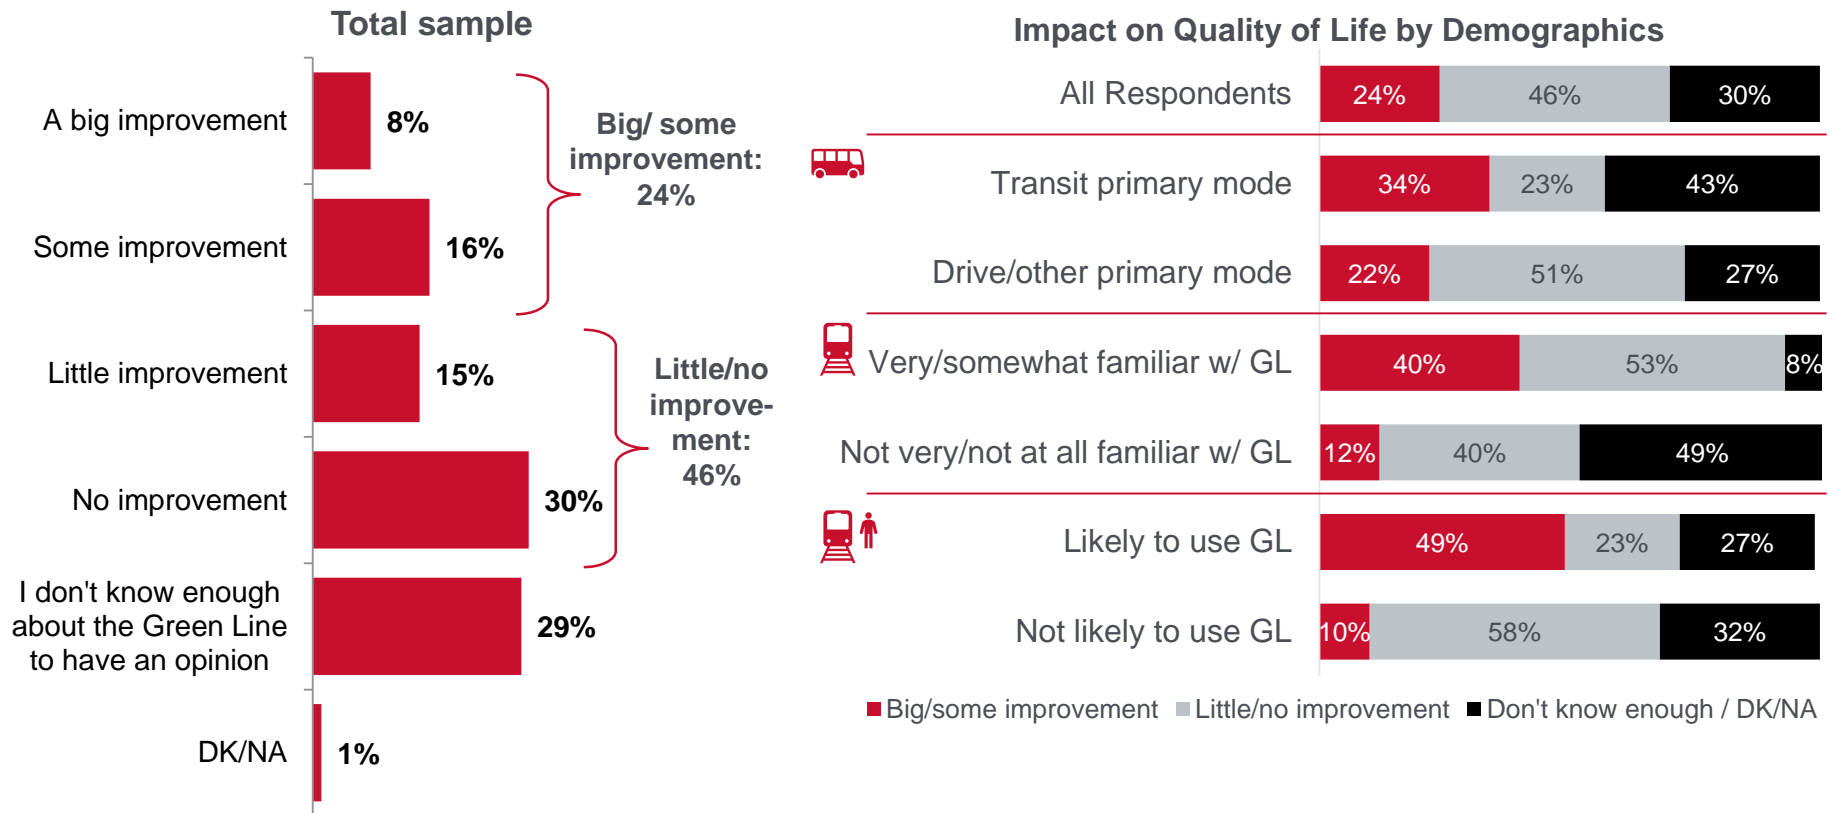 Total sample
A big improvement
8%
Some improvement
16%
Little improvement
15%
No improvement
30%
I don't know enough
about the Green Line
to have an opinion
29%
DK/NA
1%
Big/ some
improvement:
24%
Little/no
improve-
ment:
46%
Impact on Quality of Life by Demographics
All Respondents
24% 46% 30%
Transit primary mode
34% 23% 43%
Drive/other primary mode
22% 51% 27%
Very/somewhat familiar w/ GL
40% 53% 8%
Not very/not at all familiar w/ GL
12% 40% 49%
Likely to use GL
49% 23% 27%
Not likely to use GL
10% 58% 32%
Big/some improvement Little/no improvement Don't know enough / DK/NA